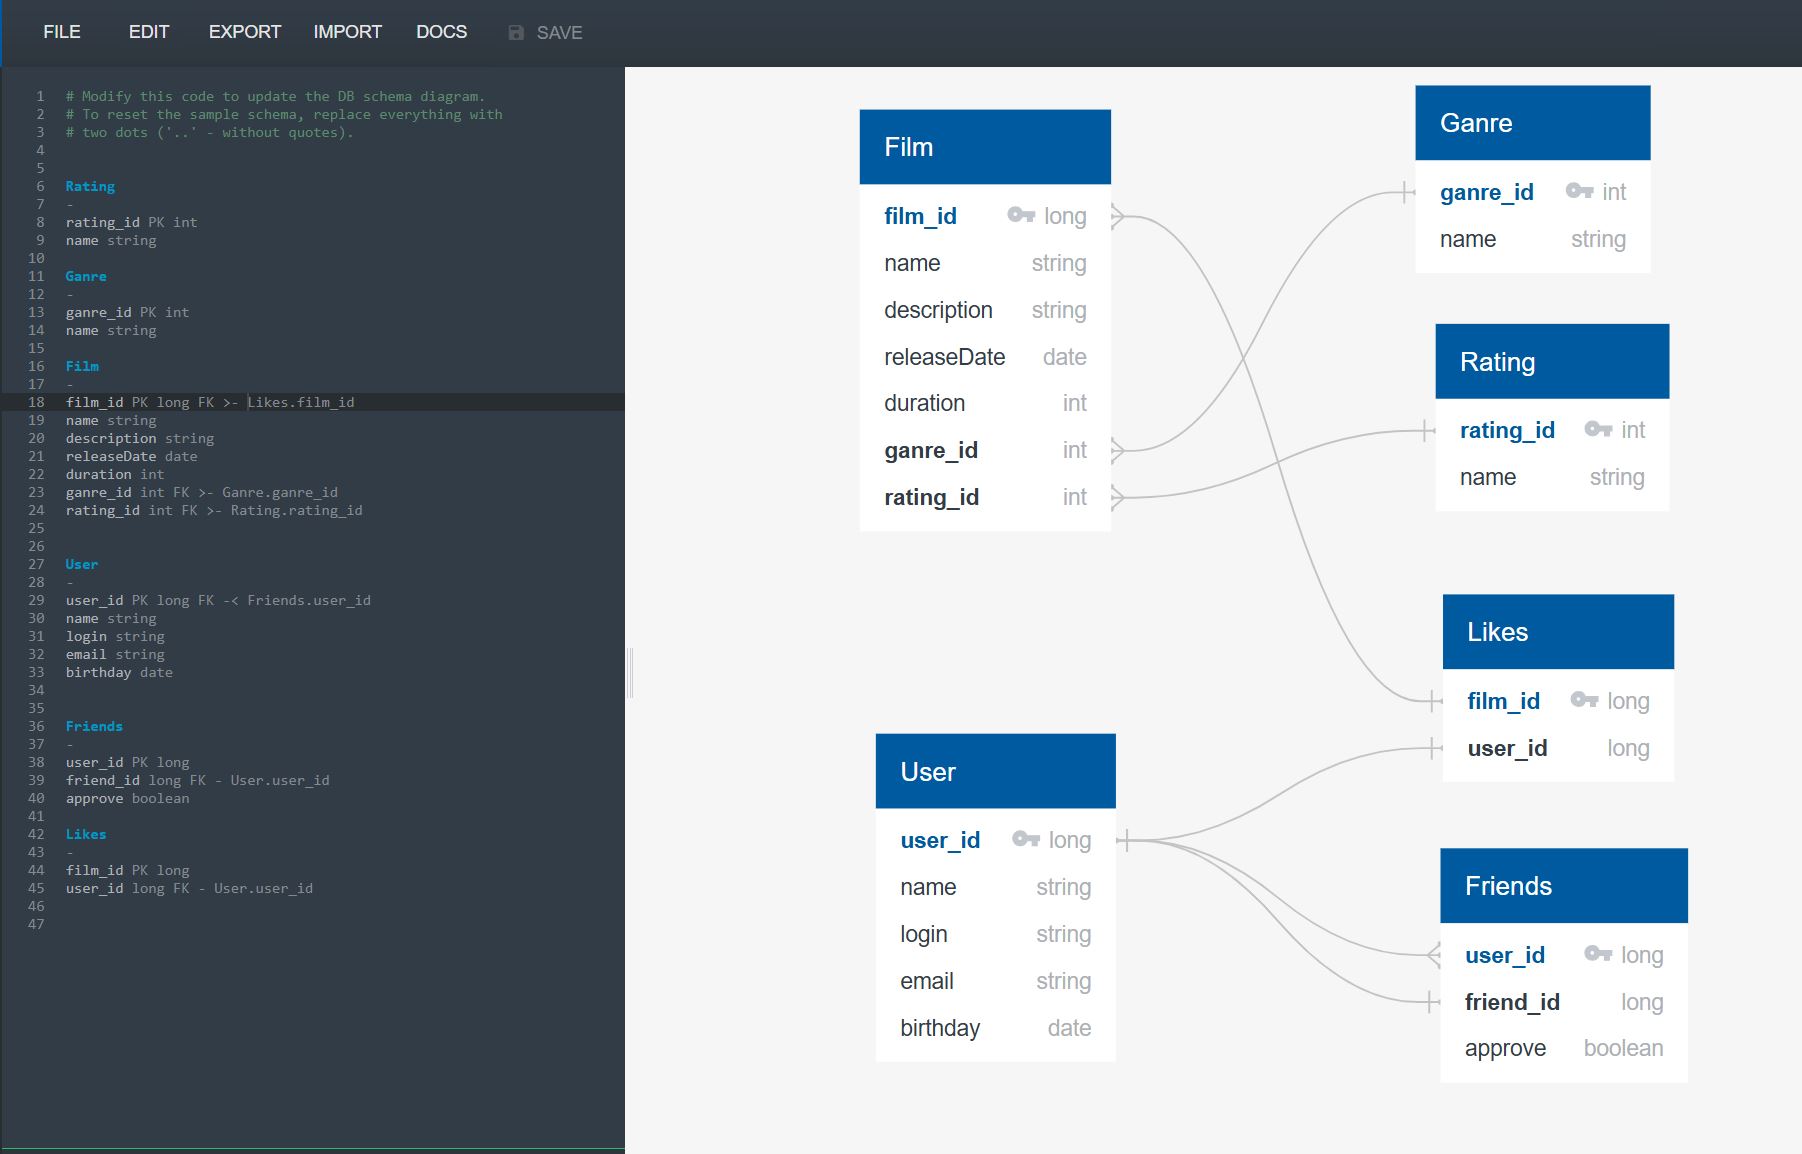 FILE EDIT EXPORT IMPORT DOCS SAVE
1 # Modify this code to update the DB schema diagram.
2 # To reset the sample schema, replace everything with
3 # two dots ('..' - without quotes).
4
5
6 Rating
7 -
8 rating_id PK int
9 name string
10
11 Ganre
12 -
13 ganre_id PK int
14 name string
15
16 Film
17 -
18 film_id PK long FK >- Likes.film_id
19 name string
20 description string
21 releaseDate date
22 duration int
23 ganre_id int FK >- Ganre.ganre_id
24 rating_id int FK >- Rating.rating_id
25
26
27 User
28 -
29 user_id PK long FK -< Friends.user_id
30 name string
31 login string
32 email string
33 birthday date
34
35
36 Friends
37 -
38 user_id PK long
39 friend_id long FK - User.user_id
40 approve boolean
41
42 Likes
43 -
44 film_id PK long
45 user_id long FK - User.user_id
46
47
Film
film_id long
name string
description string
releaseDate date
duration int
ganre_id int
rating_id int
Ganre
ganre_id int
name string
Rating
rating_id int
name string
Likes
film_id long
user_id long
User
user_id long
name string
login string
email string
birthday date
Friends
user_id long
friend_id long
approve boolean